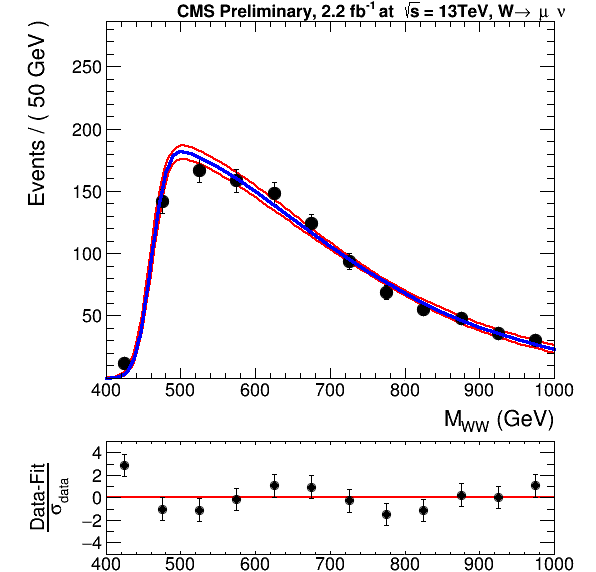 CMS Preliminary, 2.2 fb⁻¹ at √s = 13TeV, W→ μ ν
Events / ( 50 GeV )
250
200
150
100
50
400 500 600 700 800 900 1000
M_WW (GeV)
Data-Fit
σ_data
4
2
0
−2
−4
400 500 600 700 800 900 1000